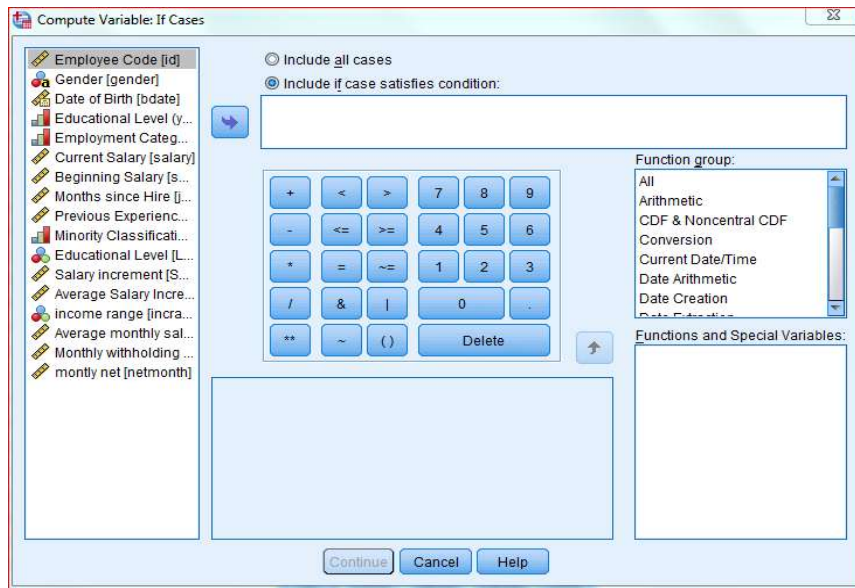 Compute Variable: If Cases
Employee Code [id]
Gender [gender]
Date of Birth [bdate]
Educational Level (y...
Employment Categ...
Current Salary [salary]
Beginning Salary [s...
Months since Hire [j...
Previous Experienc...
Minority Classificati...
Educational Level [L...
Salary increment [S...
Average Salary Incre...
income range [incra...
Average monthly sal...
Monthly withholding ...
montly net [netmonth]
Include all cases
Include if case satisfies condition:
+ < > 7 8 9
- <= >= 4 5 6
* = ~= 1 2 3
/ & | 0 .
** ~ ( ) Delete
Function group:
All
Arithmetic
CDF & Noncentral CDF
Conversion
Current Date/Time
Date Arithmetic
Date Creation
Date Extraction
Functions and Special Variables:
Continue Cancel Help